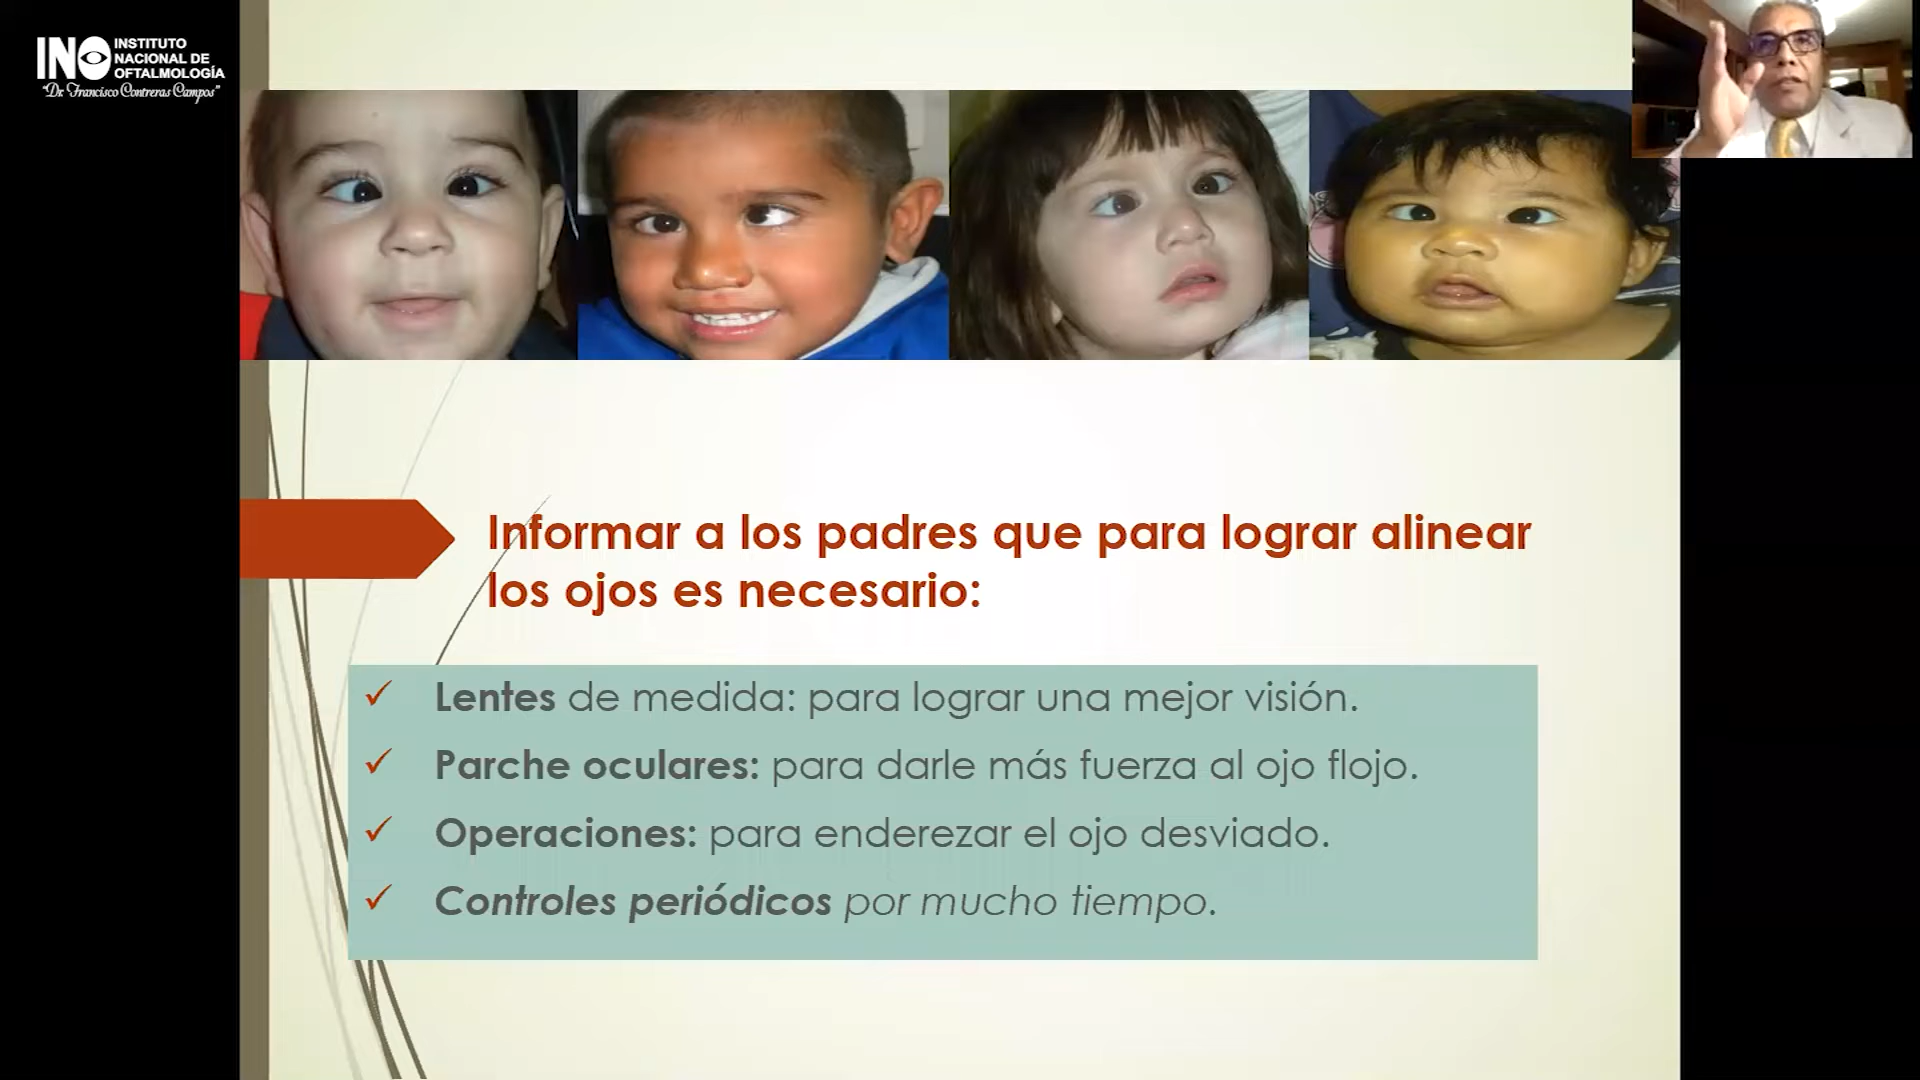 INO INSTITUTO
NACIONAL DE
OFTALMOLOGÍA
"Dr. Francisco Contreras Campos"
Informar a los padres que para lograr alinear
los ojos es necesario:
✓ Lentes de medida: para lograr una mejor visión.
✓ Parche oculares: para darle más fuerza al ojo flojo.
✓ Operaciones: para enderezar el ojo desviado.
✓ Controles periódicos por mucho tiempo.